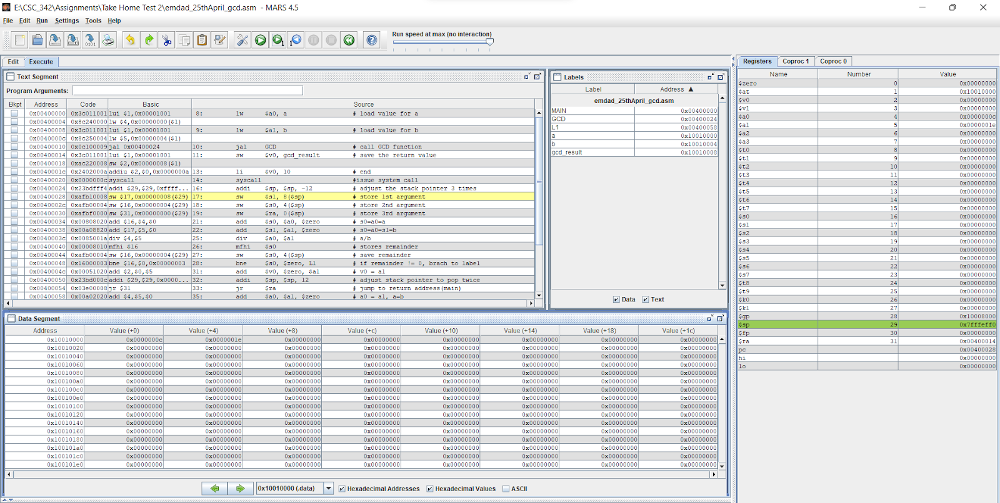 E:\CSC_342\Assignments\Take Home Test 2\emdad_25thApril_gcd.asm - MARS 4.5
File Edit Run Settings Tools Help
Run speed at max (no interaction)
Edit Execute
Text Segment
Program Arguments:
Bkpt Address Code Basic Source
0x00400000 0x3c011001 lui $1,0x00001001 8: lw $a0, a # load value for a
0x00400004 0x8c240000 lw $4,0x00000000($1)
0x00400008 0x3c011001 lui $1,0x00001001 9: lw $a1, b # load value for b
0x0040000c 0x8c250004 lw $5,0x00000004($1)
0x00400010 0x0c100009 jal 0x00400024 10: jal GCD # call GCD function
0x00400014 0x3c011001 lui $1,0x00001001 11: sw $v0, gcd_result # save the return value
0x00400018 0xac220008 sw $2,0x00000008($1)
0x0040001c 0x2402000a addiu $2,$0,0x0000000a 13: li $v0, 10 # end
0x00400020 0x0000000c syscall 14: syscall #issue system call
0x00400024 0x23bdfff4 addi $29,$29,0xffff... 16: addi $sp, $sp, -12 # adjust the stack pointer 3 times
0x00400028 0xafb10008 sw $17,0x00000008($29) 17: sw $s1, 8($sp) # store 1st argument
0x0040002c 0xafb00004 sw $16,0x00000004($29) 18: sw $s0, 4($sp) # store 2nd argument
0x00400030 0xafbf0000 sw $31,0x00000000($29) 19: sw $ra, 0($sp) # store 3rd argument
0x00400034 0x00808020 add $16,$4,$0 21: add $s0, $a0, $zero # s0=a0=a
0x00400038 0x00a08820 add $17,$5,$0 22: add $s1, $a1, $zero # s0=a0=s1=b
0x0040003c 0x0085001a div $4,$5 25: div $a0, $a1 # a/b
0x00400040 0x00008010 mfhi $16 26: mfhi $s0 # stores remainder
0x00400044 0xafb00004 sw $16,0x00000004($29) 27: sw $s0, 4($sp) # save remainder
0x00400048 0x16000003 bne $16,$0,0x00000003 28: bne $s0, $zero, L1 # if remainder != 0, brach to label
0x0040004c 0x00051020 add $2,$0,$5 31: add $v0, $zero, $a1 # v0 = a1
0x00400050 0x23bd000c addi $29,$29,0x0000... 32: addi $sp, $sp, 12 # adjust stack pointer to pop twice
0x00400054 0x03e00008 jr $31 33: jr $ra # jump to return address(main)
0x00400058 0x00a02020 add $4,$5,$0 35: add $a0, $a1, $zero # a0 = a1, a=b
Labels
Label Address ▲
emdad_25thApril_gcd.asm
MAIN 0x00400000
GCD 0x00400024
L1 0x00400058
a 0x10010000
b 0x10010004
gcd_result 0x10010008
Data Text
Data Segment
Address Value (+0) Value (+4) Value (+8) Value (+c) Value (+10) Value (+14) Value (+18) Value (+1c)
0x10010000 0x0000000c 0x0000001e 0x00000000 0x00000000 0x00000000 0x00000000 0x00000000 0x00000000
0x10010020 0x00000000 0x00000000 0x00000000 0x00000000 0x00000000 0x00000000 0x00000000 0x00000000
0x10010040 0x00000000 0x00000000 0x00000000 0x00000000 0x00000000 0x00000000 0x00000000 0x00000000
0x10010060 0x00000000 0x00000000 0x00000000 0x00000000 0x00000000 0x00000000 0x00000000 0x00000000
0x10010080 0x00000000 0x00000000 0x00000000 0x00000000 0x00000000 0x00000000 0x00000000 0x00000000
0x100100a0 0x00000000 0x00000000 0x00000000 0x00000000 0x00000000 0x00000000 0x00000000 0x00000000
0x100100c0 0x00000000 0x00000000 0x00000000 0x00000000 0x00000000 0x00000000 0x00000000 0x00000000
0x100100e0 0x00000000 0x00000000 0x00000000 0x00000000 0x00000000 0x00000000 0x00000000 0x00000000
0x10010100 0x00000000 0x00000000 0x00000000 0x00000000 0x00000000 0x00000000 0x00000000 0x00000000
0x10010120 0x00000000 0x00000000 0x00000000 0x00000000 0x00000000 0x00000000 0x00000000 0x00000000
0x10010140 0x00000000 0x00000000 0x00000000 0x00000000 0x00000000 0x00000000 0x00000000 0x00000000
0x10010160 0x00000000 0x00000000 0x00000000 0x00000000 0x00000000 0x00000000 0x00000000 0x00000000
0x10010180 0x00000000 0x00000000 0x00000000 0x00000000 0x00000000 0x00000000 0x00000000 0x00000000
0x100101a0 0x00000000 0x00000000 0x00000000 0x00000000 0x00000000 0x00000000 0x00000000 0x00000000
0x100101c0 0x00000000 0x00000000 0x00000000 0x00000000 0x00000000 0x00000000 0x00000000 0x00000000
0x100101e0 0x00000000 0x00000000 0x00000000 0x00000000 0x00000000 0x00000000 0x00000000 0x00000000
0x10010000 (.data) Hexadecimal Addresses Hexadecimal Values ASCII
Registers Coproc 1 Coproc 0
Name Number Value
$zero 0 0x00000000
$at 1 0x10010000
$v0 2 0x00000000
$v1 3 0x00000000
$a0 4 0x0000000c
$a1 5 0x0000001e
$a2 6 0x00000000
$a3 7 0x00000000
$t0 8 0x00000000
$t1 9 0x00000000
$t2 10 0x00000000
$t3 11 0x00000000
$t4 12 0x00000000
$t5 13 0x00000000
$t6 14 0x00000000
$t7 15 0x00000000
$s0 16 0x00000000
$s1 17 0x00000000
$s2 18 0x00000000
$s3 19 0x00000000
$s4 20 0x00000000
$s5 21 0x00000000
$s6 22 0x00000000
$s7 23 0x00000000
$t8 24 0x00000000
$t9 25 0x00000000
$k0 26 0x00000000
$k1 27 0x00000000
$gp 28 0x10008000
$sp 29 0x7fffeff0
$fp 30 0x00000000
$ra 31 0x00400014
pc 0x00400028
hi 0x00000000
lo 0x00000000